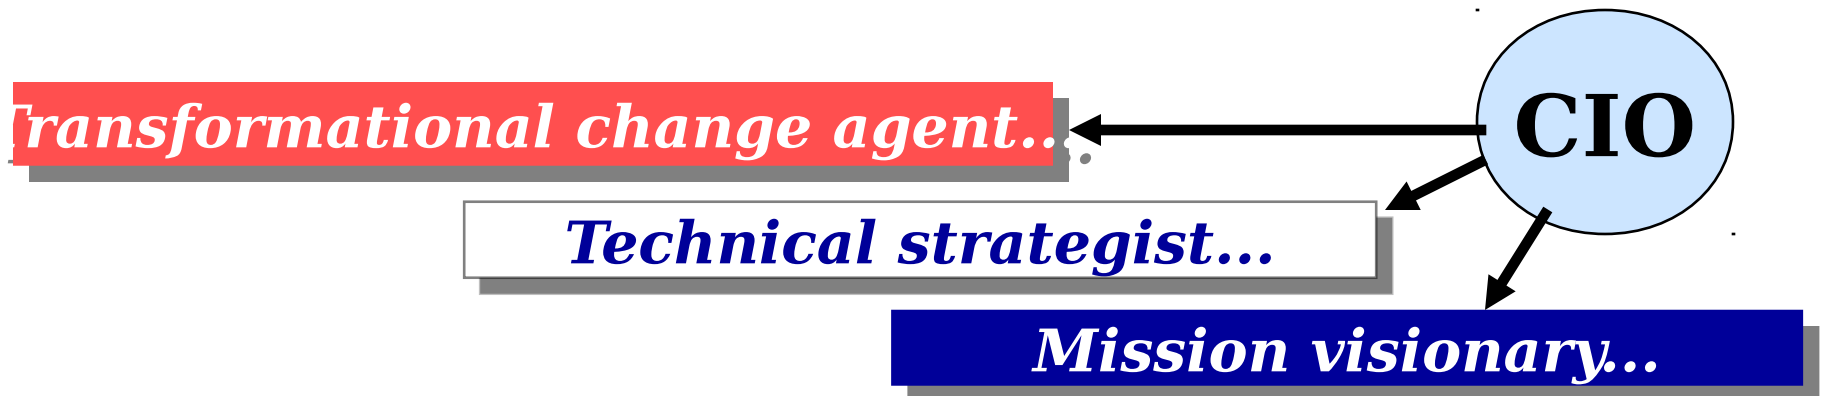 CIO
Transformational change agent...
Technical strategist...
Mission visionary...